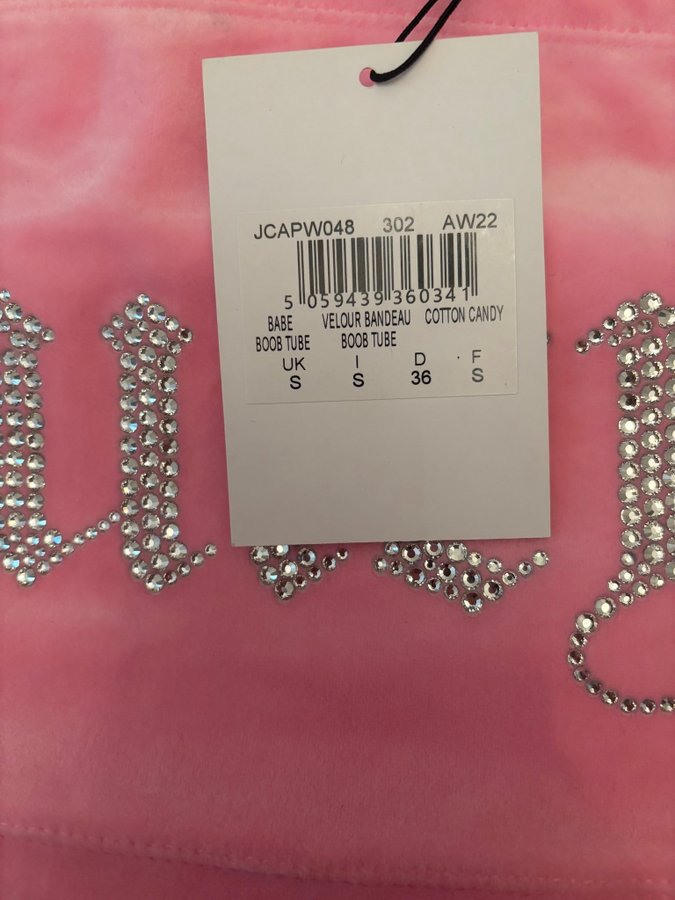 JCAPW048 302 AW22
5 059439 360341
BABE VELOUR BANDEAU COTTON CANDY
BOOB TUBE BOOB TUBE
UK I D F
S S 36 S